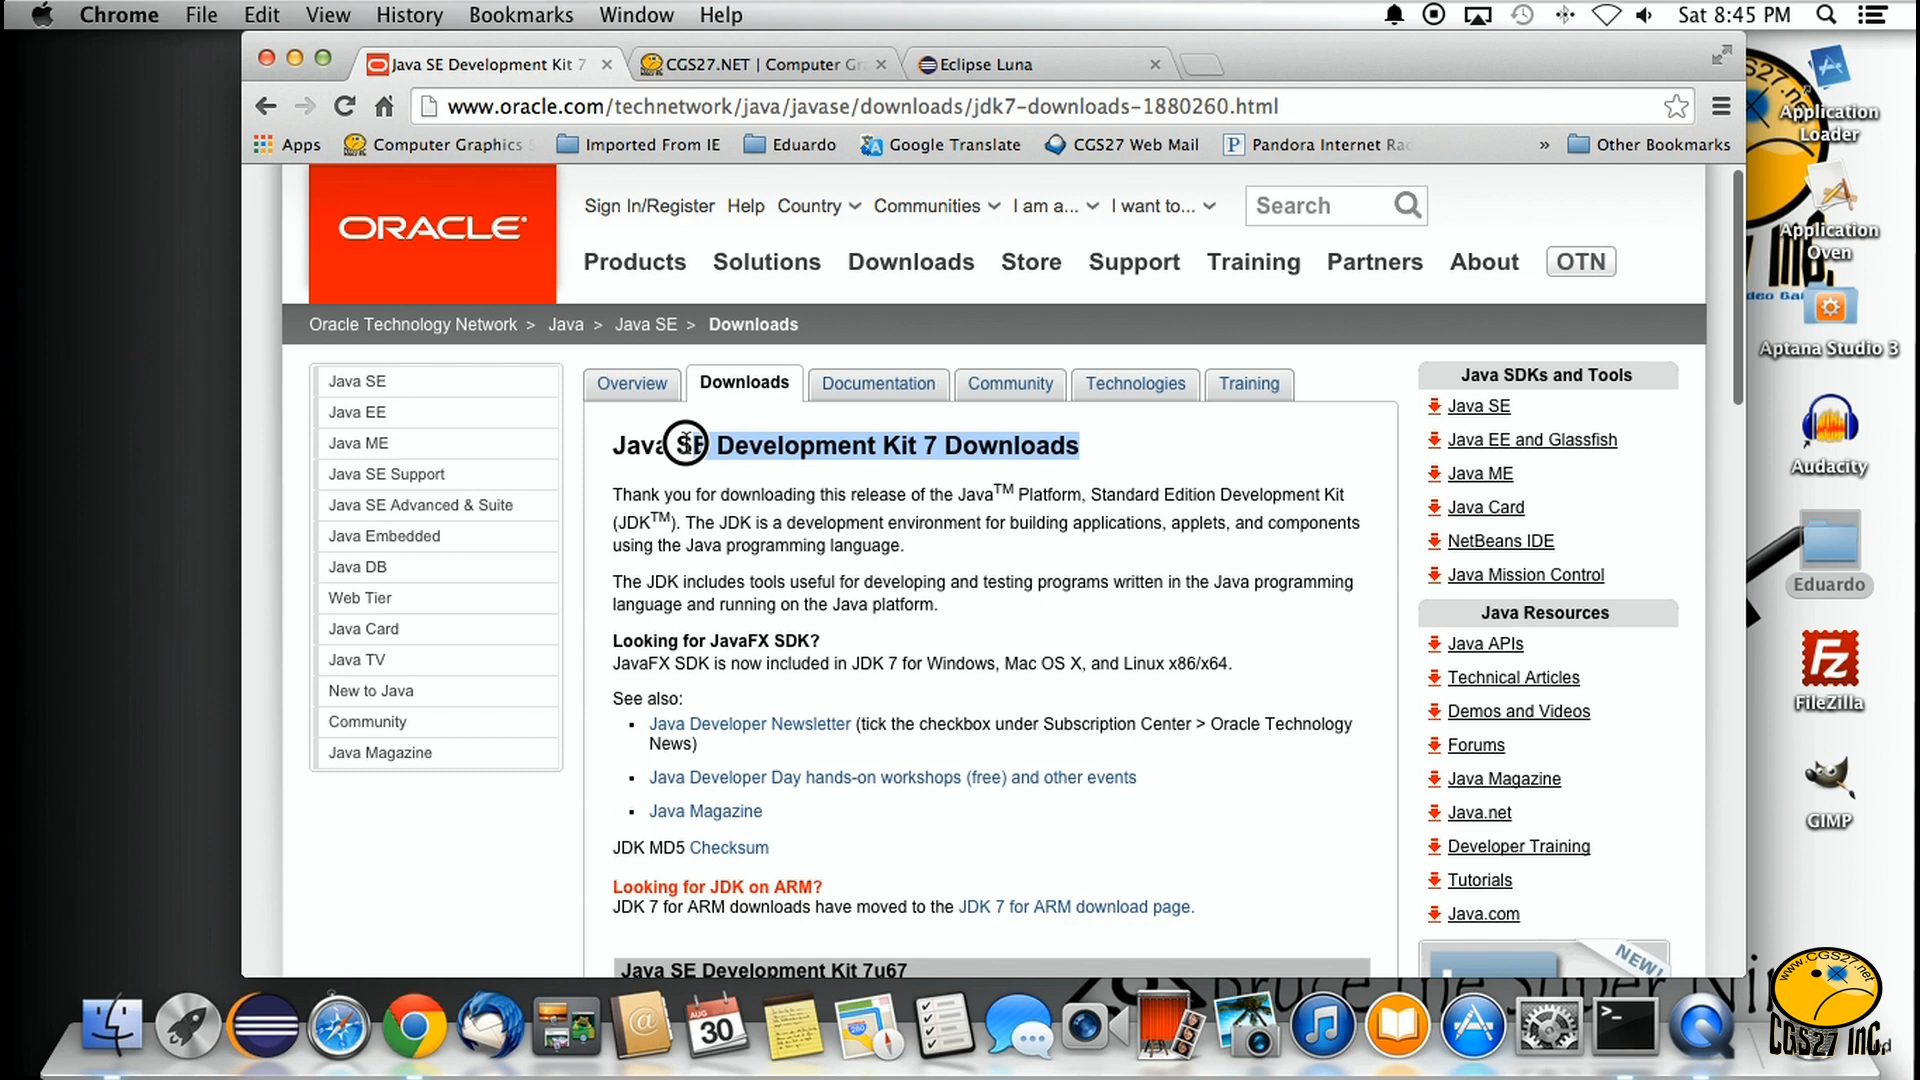 Chrome File Edit View History Bookmarks Window Help Sat 8:45 PM
Java SE Development Kit 7
CGS27.NET | Computer Gr
Eclipse Luna
www.oracle.com/technetwork/java/javase/downloads/jdk7-downloads-1880260.html
Apps Computer Graphics Imported From IE Eduardo Google Translate CGS27 Web Mail Pandora Internet Ra » Other Bookmarks
ORACLE
Sign In/Register Help Country Communities I am a... I want to... Search
Products Solutions Downloads Store Support Training Partners About OTN
Oracle Technology Network > Java > Java SE > Downloads
Java SE
Java EE
Java ME
Java SE Support
Java SE Advanced & Suite
Java Embedded
Java DB
Web Tier
Java Card
Java TV
New to Java
Community
Java Magazine
Overview Downloads Documentation Community Technologies Training
Java SE Development Kit 7 Downloads
Thank you for downloading this release of the Java™ Platform, Standard Edition Development Kit
(JDK™). The JDK is a development environment for building applications, applets, and components
using the Java programming language.
The JDK includes tools useful for developing and testing programs written in the Java programming
language and running on the Java platform.
Looking for JavaFX SDK?
JavaFX SDK is now included in JDK 7 for Windows, Mac OS X, and Linux x86/x64.
See also:
Java Developer Newsletter (tick the checkbox under Subscription Center > Oracle Technology
News)
Java Developer Day hands-on workshops (free) and other events
Java Magazine
JDK MD5 Checksum
Looking for JDK on ARM?
JDK 7 for ARM downloads have moved to the JDK 7 for ARM download page.
Java SE Development Kit 7u67
Java SDKs and Tools
Java SE
Java EE and Glassfish
Java ME
Java Card
NetBeans IDE
Java Mission Control
Java Resources
Java APIs
Technical Articles
Demos and Videos
Forums
Java Magazine
Java.net
Developer Training
Tutorials
Java.com
NEW!
Application
Loader
Application
Oven
Aptana Studio 3
Audacity
Eduardo
Fz
FileZilla
GIMP
AUG
30
280
Bruce the Super Nin
www.CGS27.net
CGS27 INC.